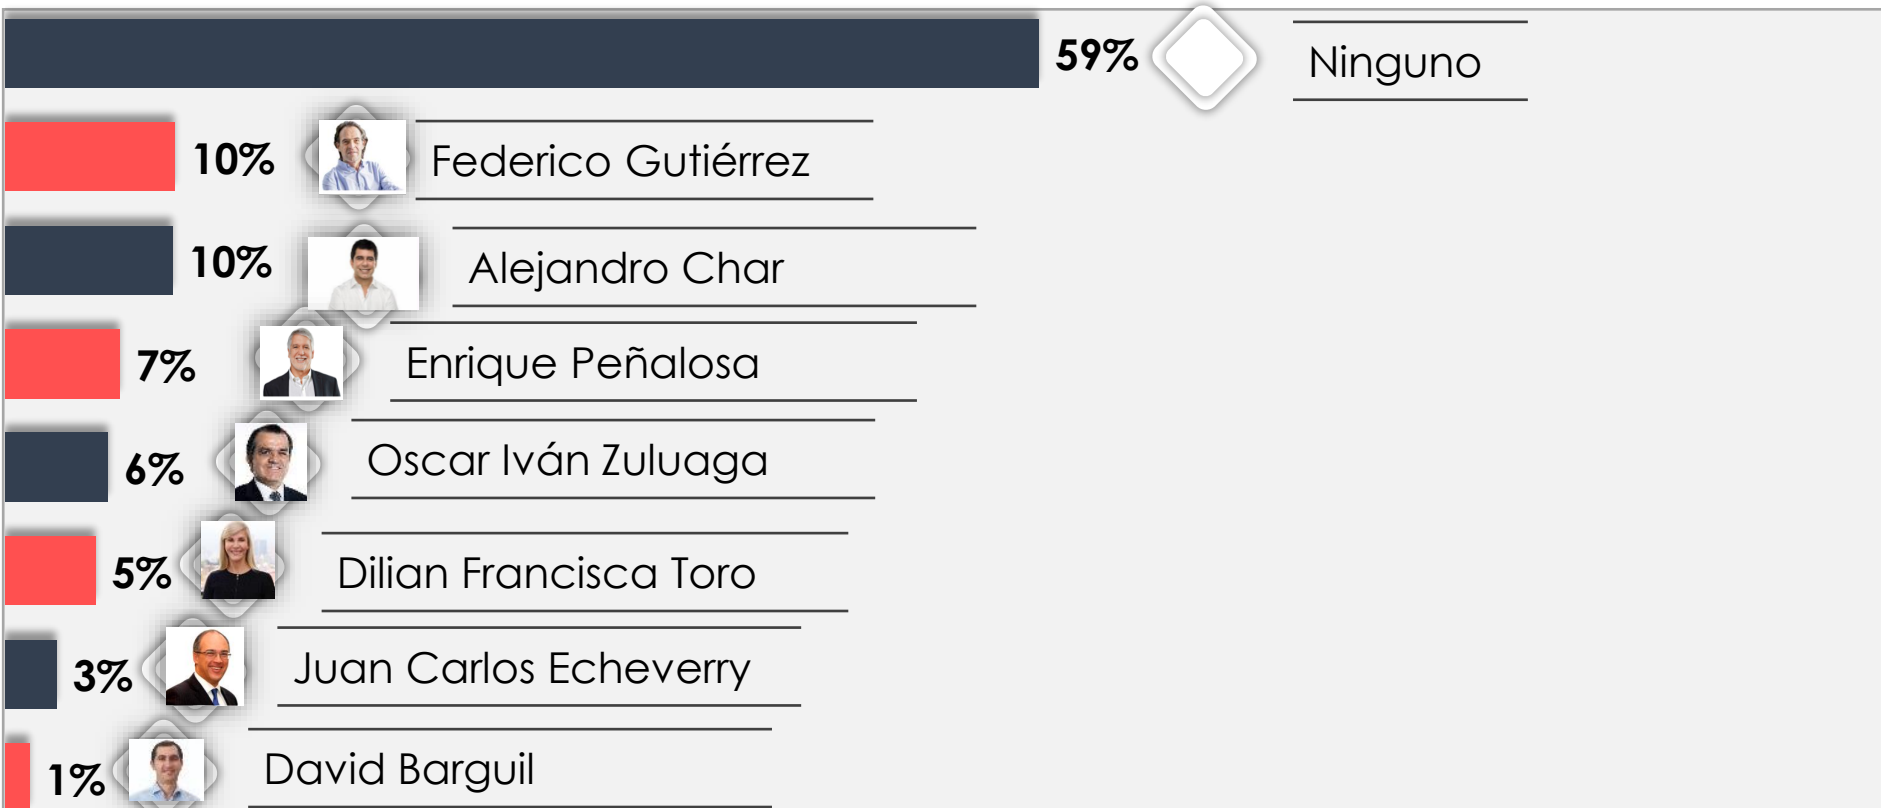 59% Ninguno
10% Federico Gutiérrez
10% Alejandro Char
7% Enrique Peñalosa
6% Oscar Iván Zuluaga
5% Dilian Francisca Toro
3% Juan Carlos Echeverry
1% David Barguil